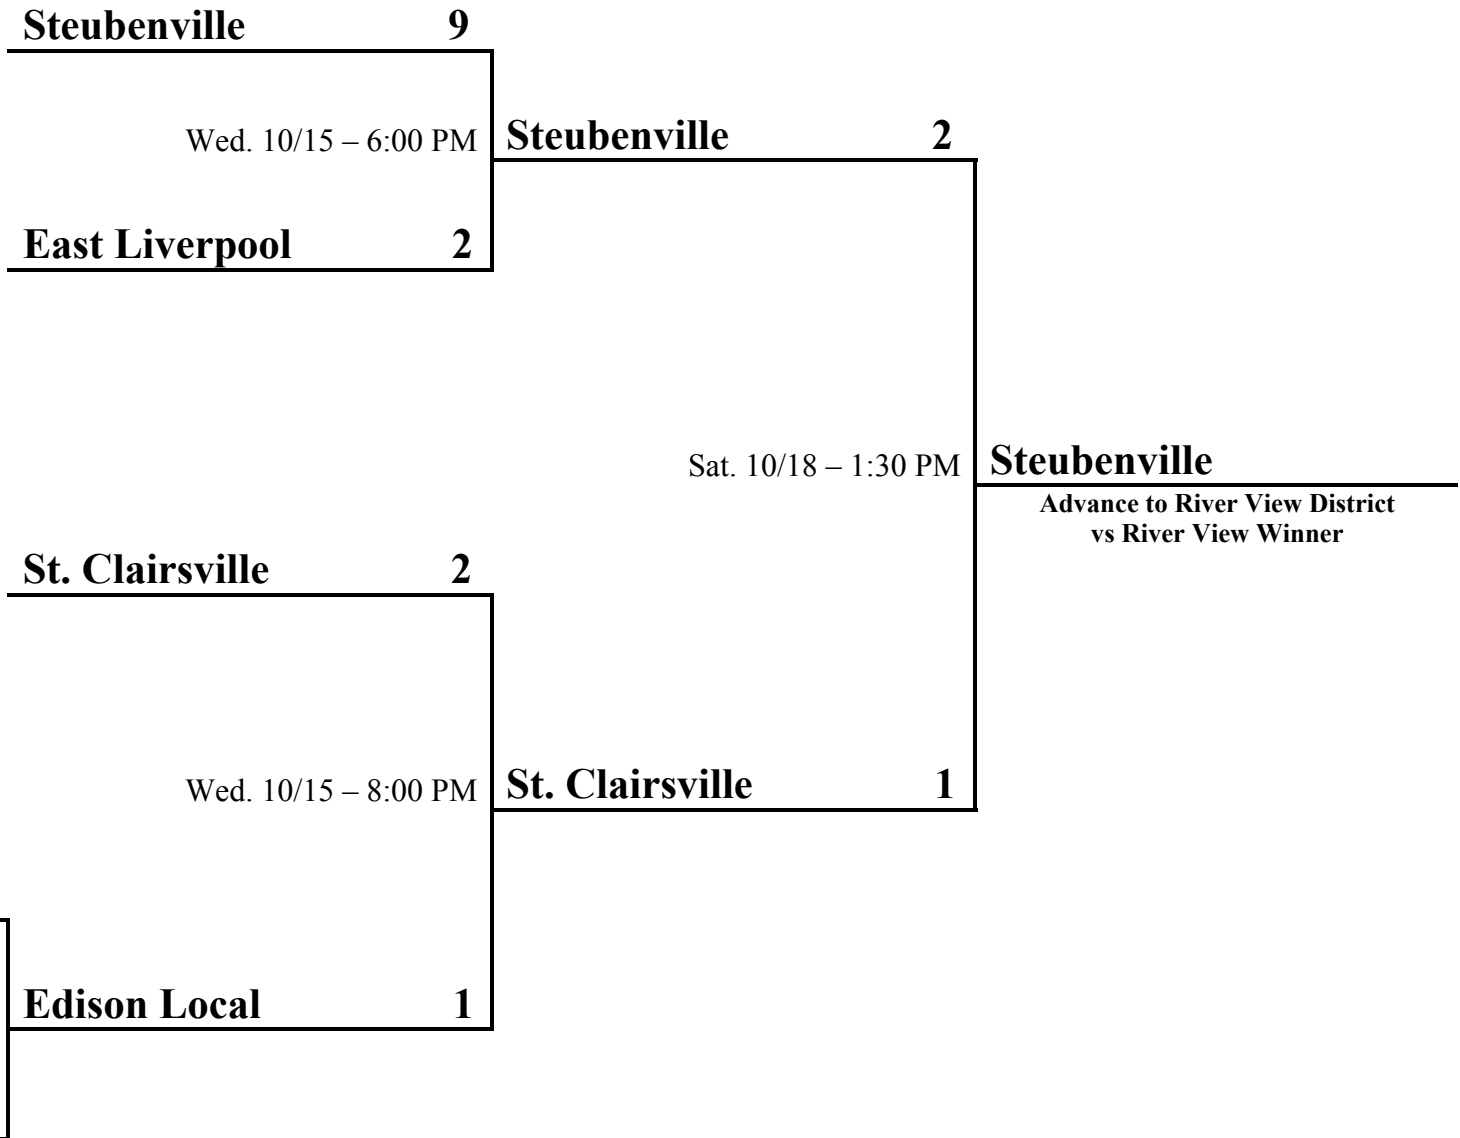 Steubenville 9
Wed. 10/15 – 6:00 PM
Steubenville 2
East Liverpool 2
Sat. 10/18 – 1:30 PM
Steubenville
Advance to River View District
vs River View Winner
St. Clairsville 2
Wed. 10/15 – 8:00 PM
St. Clairsville 1
Edison Local 1